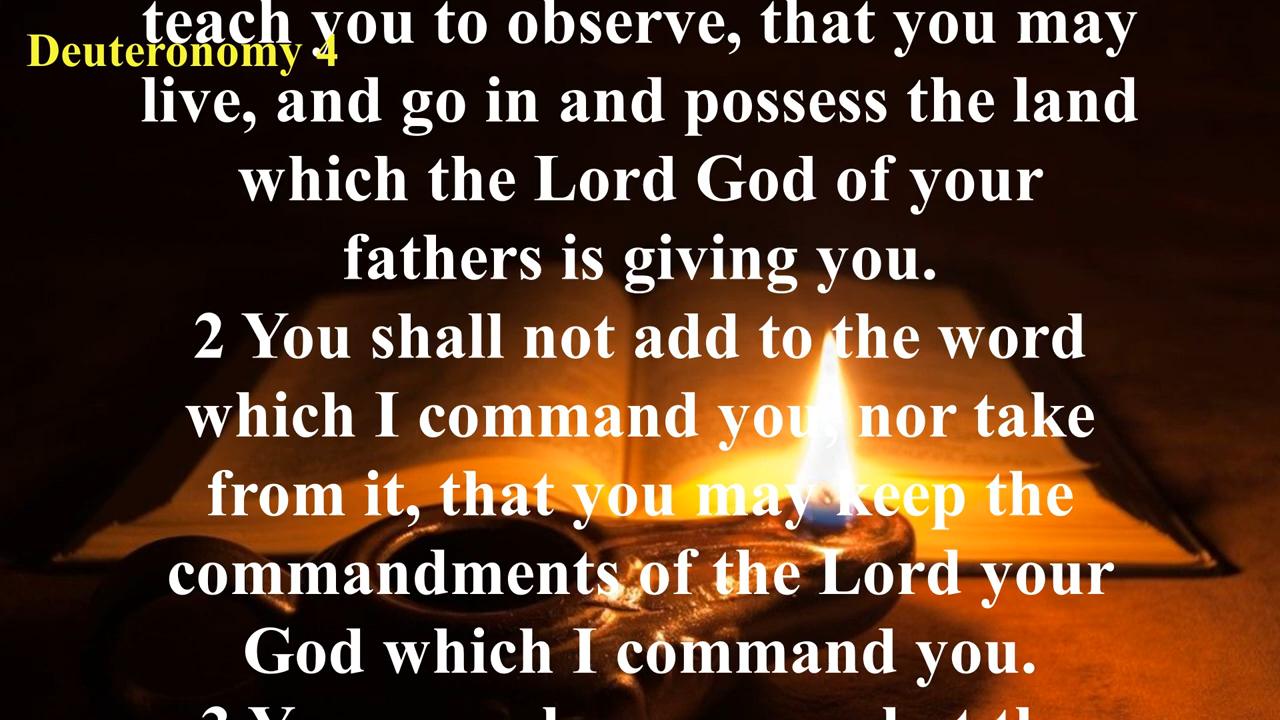 Deuteronomy 4
teach you to observe, that you may
live, and go in and possess the land
which the Lord God of your
fathers is giving you.
2 You shall not add to the word
which I command you, nor take
from it, that you may keep the
commandments of the Lord your
God which I command you.